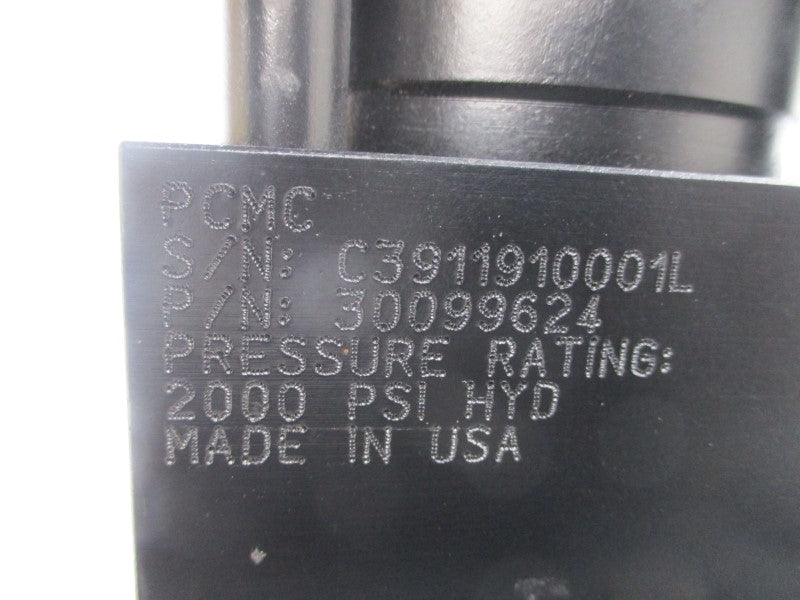 PCMC
S/N: C3911910001L
P/N: 30099624
PRESSURE RATING:
2000 PSI HYD
MADE IN USA